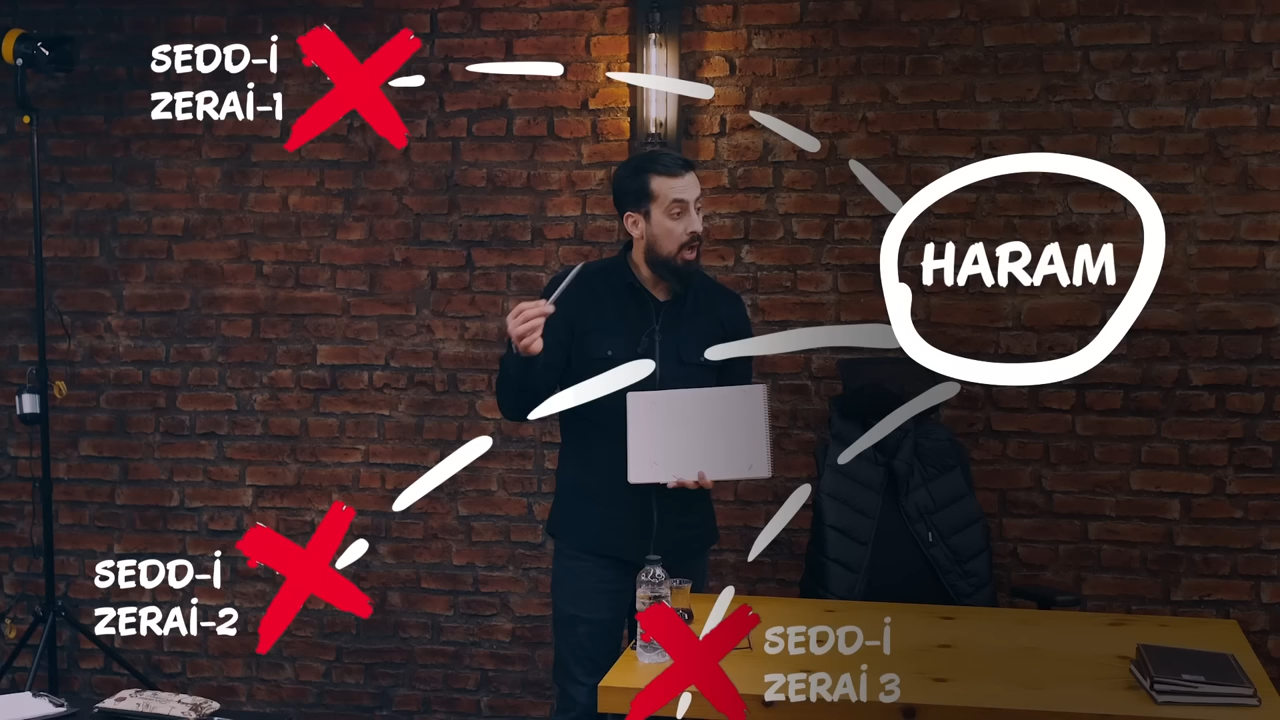 SEDD-İ
ZERAİ-1
HARAM
SEDD-İ
ZERAİ-2
SEDD-İ
ZERAİ 3